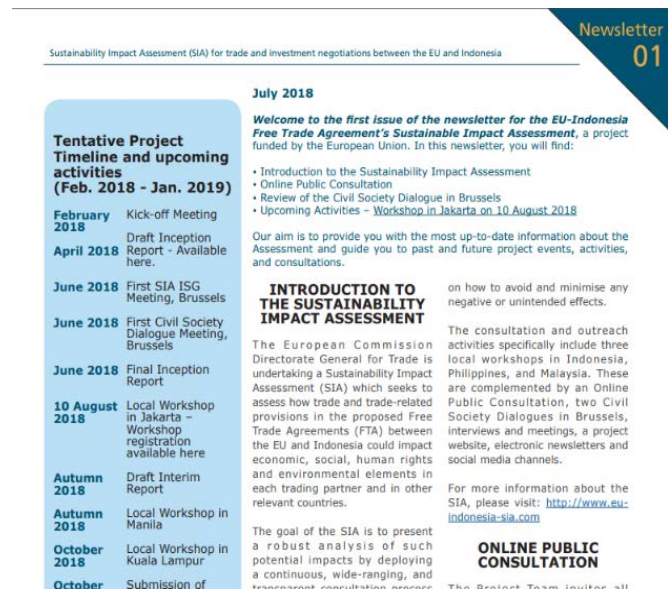 Newsletter
01
Sustainability Impact Assessment (SIA) for trade and investment negotiations between the EU and Indonesia
Tentative Project
Timeline and upcoming
activities
(Feb. 2018 - Jan. 2019)
February 2018 Kick-off Meeting
April 2018 Draft Inception
Report - Available
here.
June 2018 First SIA ISG
Meeting, Brussels
June 2018 First Civil Society
Dialogue Meeting,
Brussels
June 2018 Final Inception
Report
10 August 2018 Local Workshop
in Jakarta –
Workshop
registration
available here
Autumn 2018 Draft Interim
Report
Autumn 2018 Local Workshop in
Manila
October 2018 Local Workshop in
Kuala Lampur
October Submission of
July 2018
Welcome to the first issue of the newsletter for the EU-Indonesia
Free Trade Agreement's Sustainable Impact Assessment, a project
funded by the European Union. In this newsletter, you will find:
• Introduction to the Sustainability Impact Assessment
• Online Public Consultation
• Review of the Civil Society Dialogue in Brussels
• Upcoming Activities – Workshop in Jakarta on 10 August 2018
Our aim is to provide you with the most up-to-date information about the
Assessment and guide you to past and future project events, activities,
and consultations.
INTRODUCTION TO
THE SUSTAINABILITY
IMPACT ASSESSMENT
The European Commission
Directorate General for Trade is
undertaking a Sustainability Impact
Assessment (SIA) which seeks to
assess how trade and trade-related
provisions in the proposed Free
Trade Agreements (FTA) between
the EU and Indonesia could impact
economic, social, human rights
and environmental elements in
each trading partner and in other
relevant countries.
The goal of the SIA is to present
a robust analysis of such
potential impacts by deploying
a continuous, wide-ranging, and
transparent consultation process
on how to avoid and minimise any
negative or unintended effects.
The consultation and outreach
activities specifically include three
local workshops in Indonesia,
Philippines, and Malaysia. These
are complemented by an Online
Public Consultation, two Civil
Society Dialogues in Brussels,
interviews and meetings, a project
website, electronic newsletters and
social media channels.
For more information about the
SIA, please visit: http://www.eu-
indonesia-sia.com
ONLINE PUBLIC
CONSULTATION
The Project Team invites all